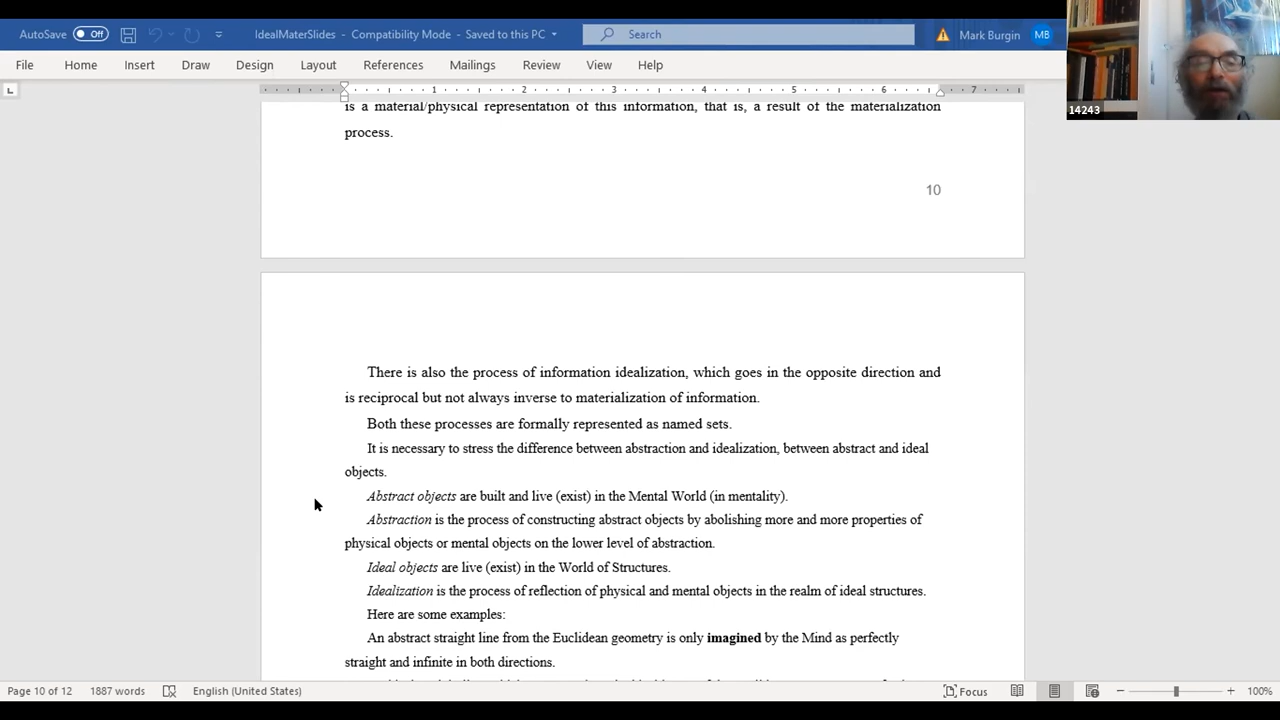 AutoSave Off IdealMaterSlides - Compatibility Mode - Saved to this PC Search Mark Burgin MB
File Home Insert Draw Design Layout References Mailings Review View Help
14243
L 1 2 3 4 5 6 7
is a material/physical representation of this information, that is, a result of the materialization
process.
10
There is also the process of information idealization, which goes in the opposite direction and
is reciprocal but not always inverse to materialization of information.
Both these processes are formally represented as named sets.
It is necessary to stress the difference between abstraction and idealization, between abstract and ideal
objects.
Abstract objects are built and live (exist) in the Mental World (in mentality).
Abstraction is the process of constructing abstract objects by abolishing more and more properties of
physical objects or mental objects on the lower level of abstraction.
Ideal objects are live (exist) in the World of Structures.
Idealization is the process of reflection of physical and mental objects in the realm of ideal structures.
Here are some examples:
An abstract straight line from the Euclidean geometry is only imagined by the Mind as perfectly
straight and infinite in both directions.
Page 10 of 12 1887 words English (United States) Focus 100%